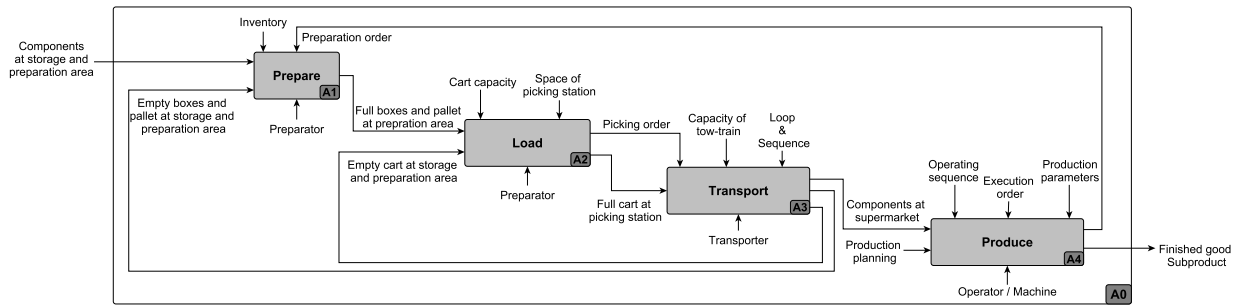 Inventory
Preparation order
Components
at storage and
preparation area
Prepare
A1
Empty boxes and
pallet at storage and
preparation area
Preparator
Full boxes and pallet
at prepration area
Cart capacity
Space of
picking station
Load
A2
Picking order
Empty cart at storage
and preparation area
Preparator
Full cart at
picking station
Capacity of
tow-train
Loop
&
Sequence
Transport
A3
Transporter
Components at
supermarket
Operating
sequence
Execution
order
Production
parameters
Production
planning
Produce
A4
Operator / Machine
Finished good
Subproduct
A0